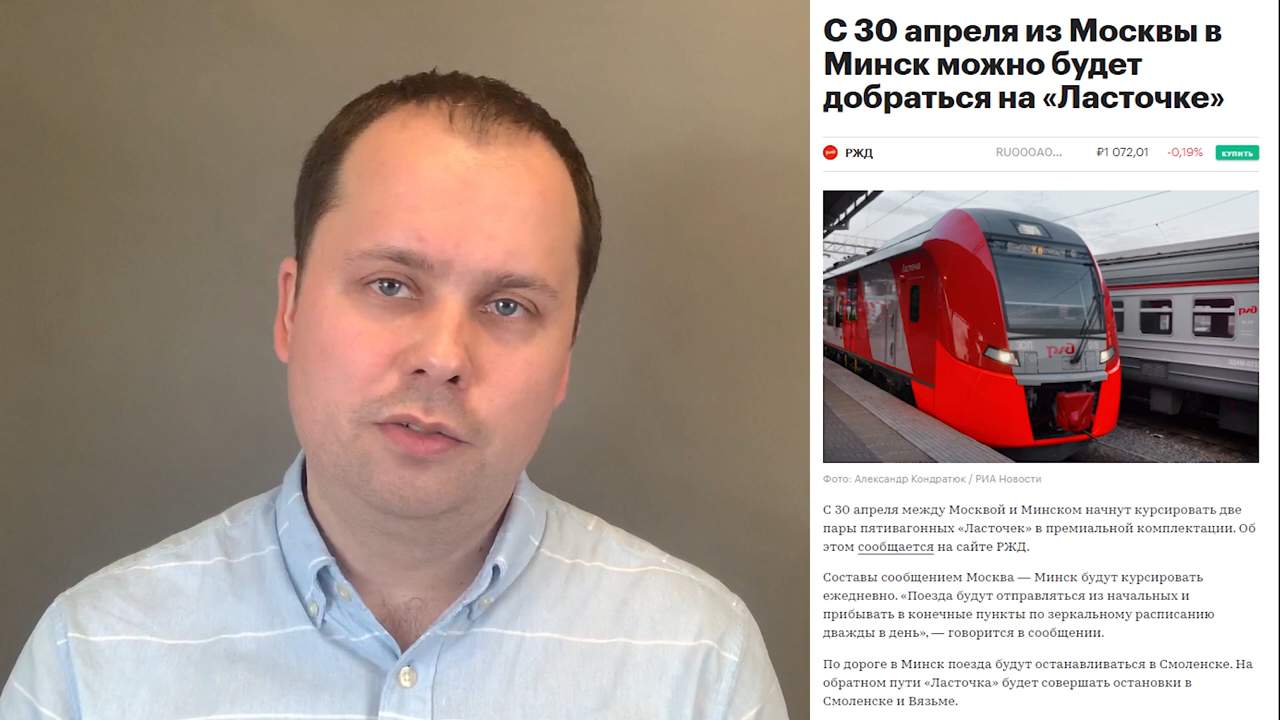 С 30 апреля из Москвы в
Минск можно будет
добраться на «Ласточке»
РЖД RU000A0... ₽1 072,01 -0,19% КУПИТЬ
Ласточка
РЖД
РЖД
Фото: Александр Кондратюк / РИА Новости
С 30 апреля между Москвой и Минском начнут курсировать две
пары пятивагонных «Ласточек» в премиальной комплектации. Об
этом сообщается на сайте РЖД.
Составы сообщением Москва — Минск будут курсировать
ежедневно. «Поезда будут отправляться из начальных и
прибывать в конечные пункты по зеркальному расписанию
дважды в день», — говорится в сообщении.
По дороге в Минск поезда будут останавливаться в Смоленске. На
обратном пути «Ласточка» будет совершать остановки в
Смоленске и Вязьме.